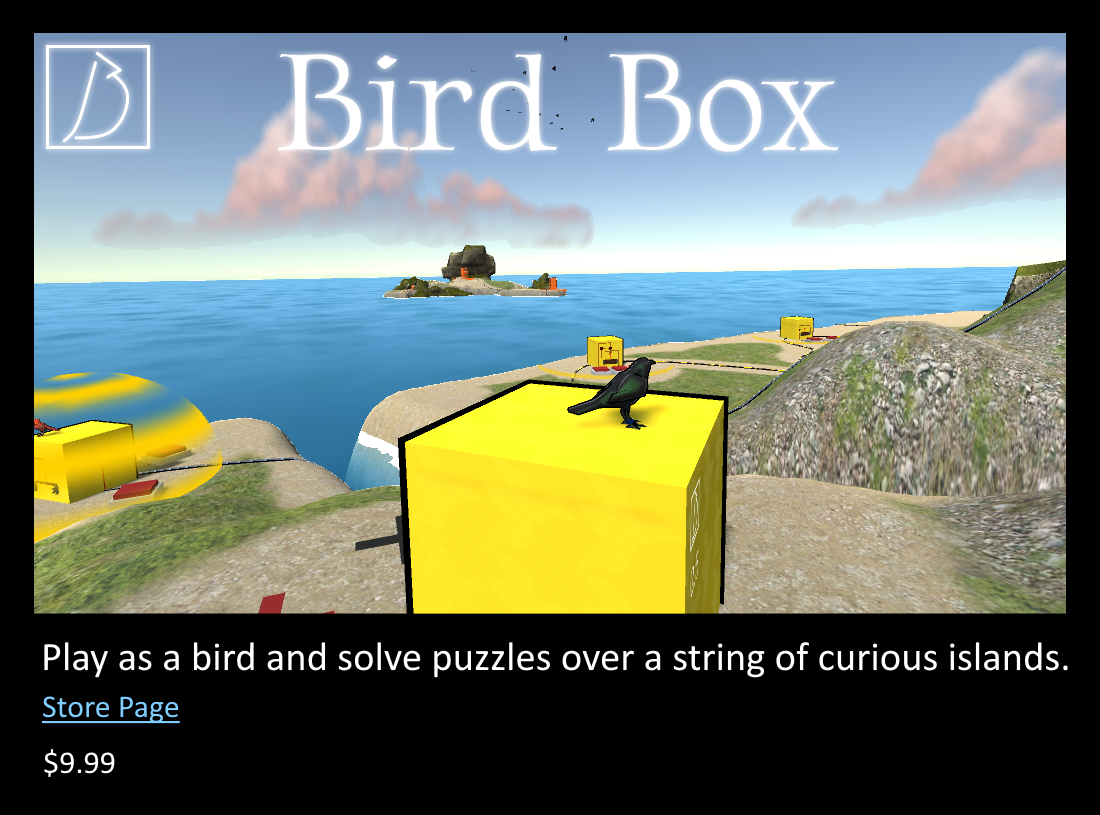 Bird Box
Play as a bird and solve puzzles over a string of curious islands.
Store Page
$9.99